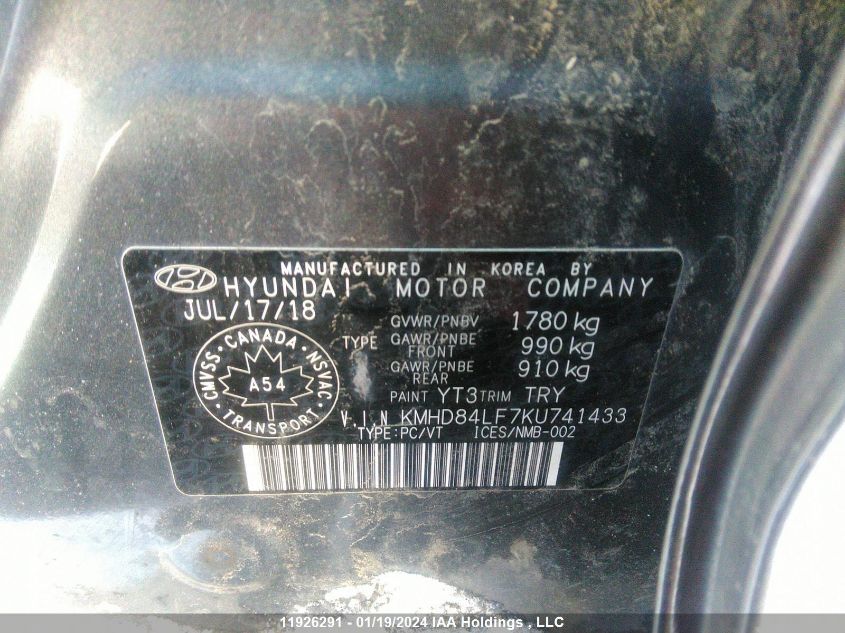 MANUFACTURED IN KOREA BY
HYUNDAI MOTOR COMPANY
JUL/17/18
GVWR/PNBV 1780 kg
TYPE GAWR/PNBE FRONT 990 kg
GAWR/PNBE REAR 910 kg
CANADA
CMVSS · NSVAC
A54
TRANSPORT
PAINT YT3 TRIM TRY
V.I.N KMHD84LF7KU741433
TYPE:PC/VT ICES/NMB-002
11926291 - 01/19/2024 IAA Holdings , LLC